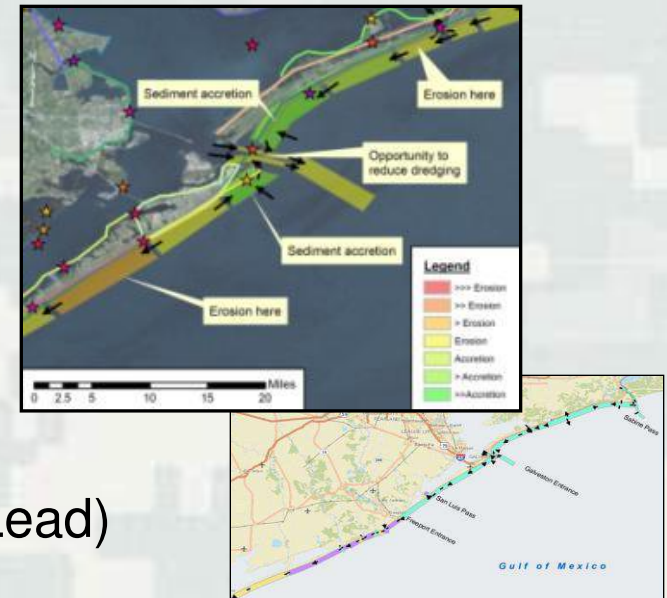 Sediment accretion
Erosion here
Opportunity to
reduce dredging
Sediment accretion
Erosion here
Legend
>>> Erosion
>> Erosion
> Erosion
Erosion
Accretion
> Accretion
>>Accretion
Miles
0 2.5 5 10 15 20
Lead)
Sabine Pass
Galveston Entrance
San Luis Pass
Freeport Entrance
Gulf of Mexico